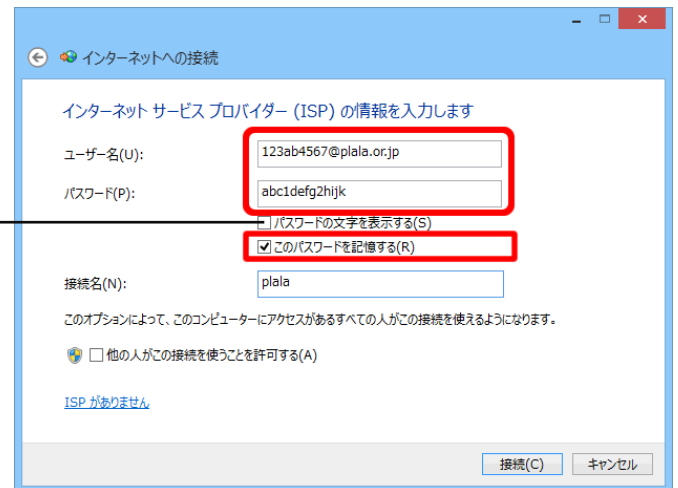 インターネットへの接続
インターネット サービス プロバイダー (ISP) の情報を入力します
ユーザー名(U):
123ab4567@plala.or.jp
パスワード(P):
abc1defg2hijk
パスワードの文字を表示する(S)
このパスワードを記憶する(R)
接続名(N):
plala
このオプションによって、このコンピューターにアクセスがあるすべての人がこの接続を使えるようになります。
他の人がこの接続を使うことを許可する(A)
ISP がありません
接続(C)
キャンセル